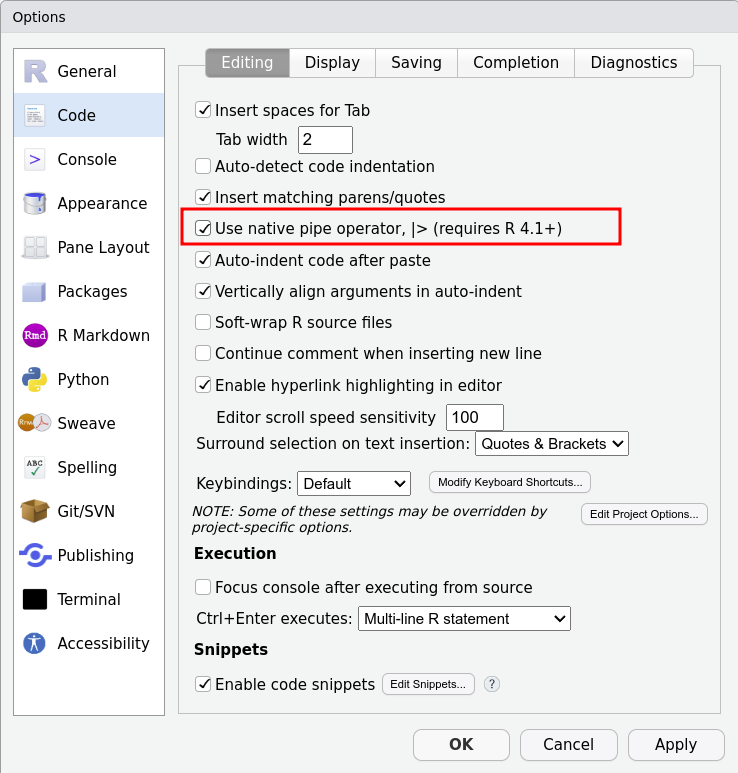 Options
General
Code
Console
Appearance
Pane Layout
Packages
Rmd
R Markdown
Python
Rnw
Sweave
ABC
Spelling
Git/SVN
Publishing
Terminal
Accessibility
Editing Display Saving Completion Diagnostics
Insert spaces for Tab
Tab width 2
Auto-detect code indentation
Insert matching parens/quotes
Use native pipe operator, |> (requires R 4.1+)
Auto-indent code after paste
Vertically align arguments in auto-indent
Soft-wrap R source files
Continue comment when inserting new line
Enable hyperlink highlighting in editor
Editor scroll speed sensitivity 100
Surround selection on text insertion: Quotes & Brackets
Keybindings: Default Modify Keyboard Shortcuts...
NOTE: Some of these settings may be overridden by
project-specific options.
Edit Project Options...
Execution
Focus console after executing from source
Ctrl+Enter executes: Multi-line R statement
Snippets
Enable code snippets Edit Snippets... ?
OK Cancel Apply